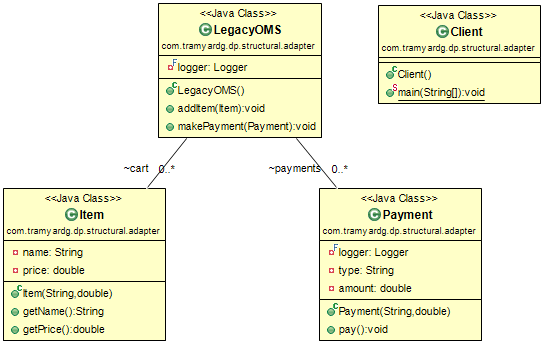 <<Java Class>>
LegacyOMS
com.tramyardg.dp.structural.adapter
logger: Logger
LegacyOMS()
addItem(Item):void
makePayment(Payment):void
<<Java Class>>
Client
com.tramyardg.dp.structural.adapter
Client()
main(String[]):void
~cart 0..*
~payments 0..*
<<Java Class>>
Item
com.tramyardg.dp.structural.adapter
name: String
price: double
Item(String,double)
getName():String
getPrice():double
<<Java Class>>
Payment
com.tramyardg.dp.structural.adapter
logger: Logger
type: String
amount: double
Payment(String,double)
pay():void